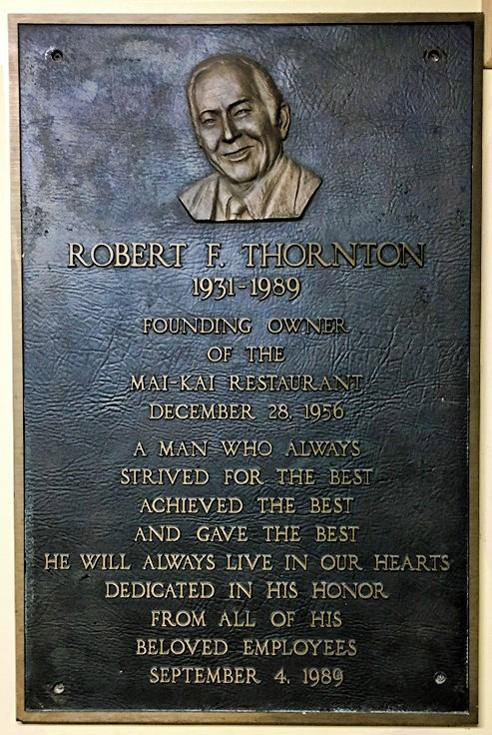 ROBERT F. THORNTON
1931-1989
FOUNDING OWNER
OF THE
MAI-KAI RESTAURANT
DECEMBER 28, 1956
A MAN WHO ALWAYS
STRIVED FOR THE BEST
ACHIEVED THE BEST
AND GAVE THE BEST
HE WILL ALWAYS LIVE IN OUR HEARTS
DEDICATED IN HIS HONOR
FROM ALL OF HIS
BELOVED EMPLOYEES
SEPTEMBER 4, 1989